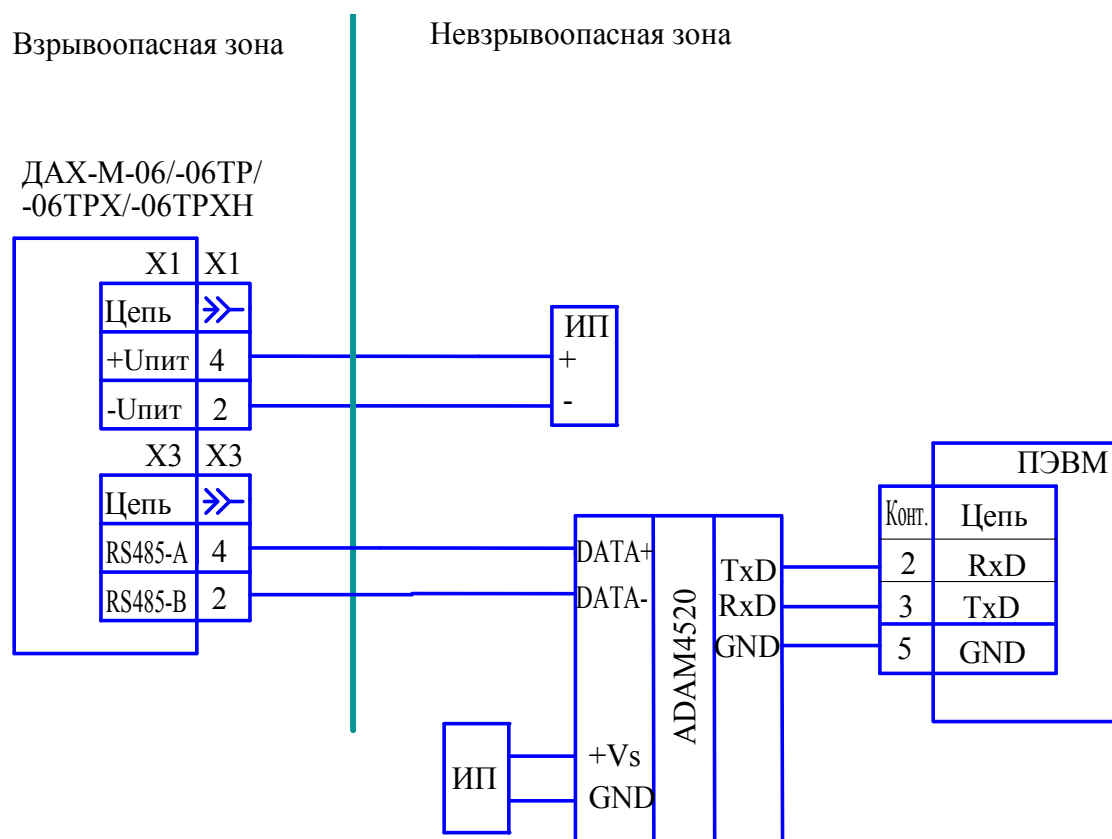 Взрывоопасная зона
Невзрывоопасная зона
ДАХ-М-06/-06ТР/
-06ТРХ/-06ТРХН
X1 X1
Цепь
+Uпит 4
-Uпит 2
X3 X3
Цепь
RS485-A 4
RS485-B 2
ИП
+
-
DATA+
DATA-
+Vs
GND
ADAM4520
TxD
RxD
GND
ИП
ПЭВМ
Конт. Цепь
2 RxD
3 TxD
5 GND